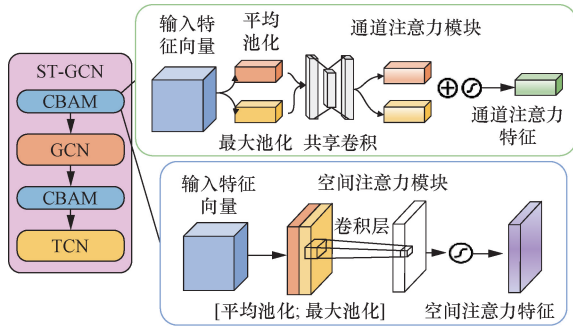 ST-GCN
CBAM
GCN
CBAM
TCN
输入特
征向量
平均
池化
通道注意力模块
最大池化
共享卷积
通道注意力
特征
输入特征
向量
空间注意力模块
卷积层
[平均池化; 最大池化]
空间注意力特征